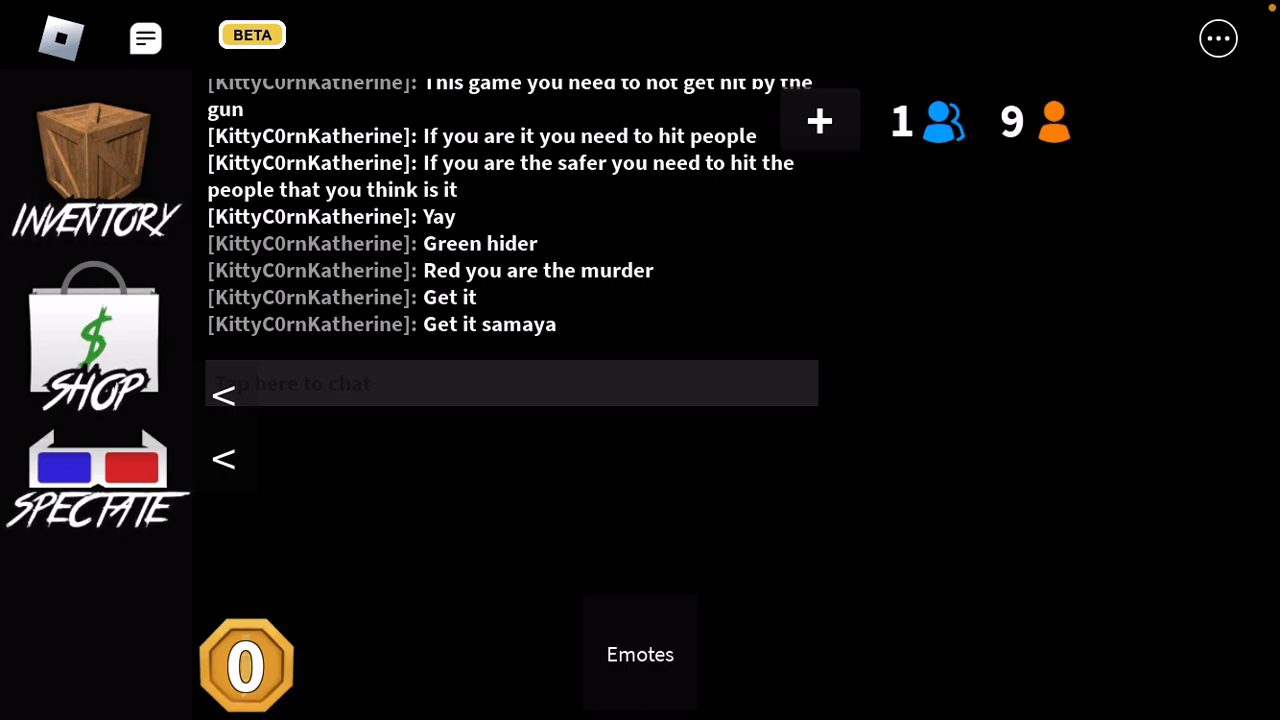 BETA
[KittyC0rnKatherine]: This game you need to not get hit by the
gun
[KittyC0rnKatherine]: If you are it you need to hit people
[KittyC0rnKatherine]: If you are the safer you need to hit the
people that you think is it
[KittyC0rnKatherine]: Yay
[KittyC0rnKatherine]: Green hider
[KittyC0rnKatherine]: Red you are the murder
[KittyC0rnKatherine]: Get it
[KittyC0rnKatherine]: Get it samaya
Tap here to chat
<
<
+
1
9
INVENTORY
$
SHOP
SPECTATE
0
Emotes